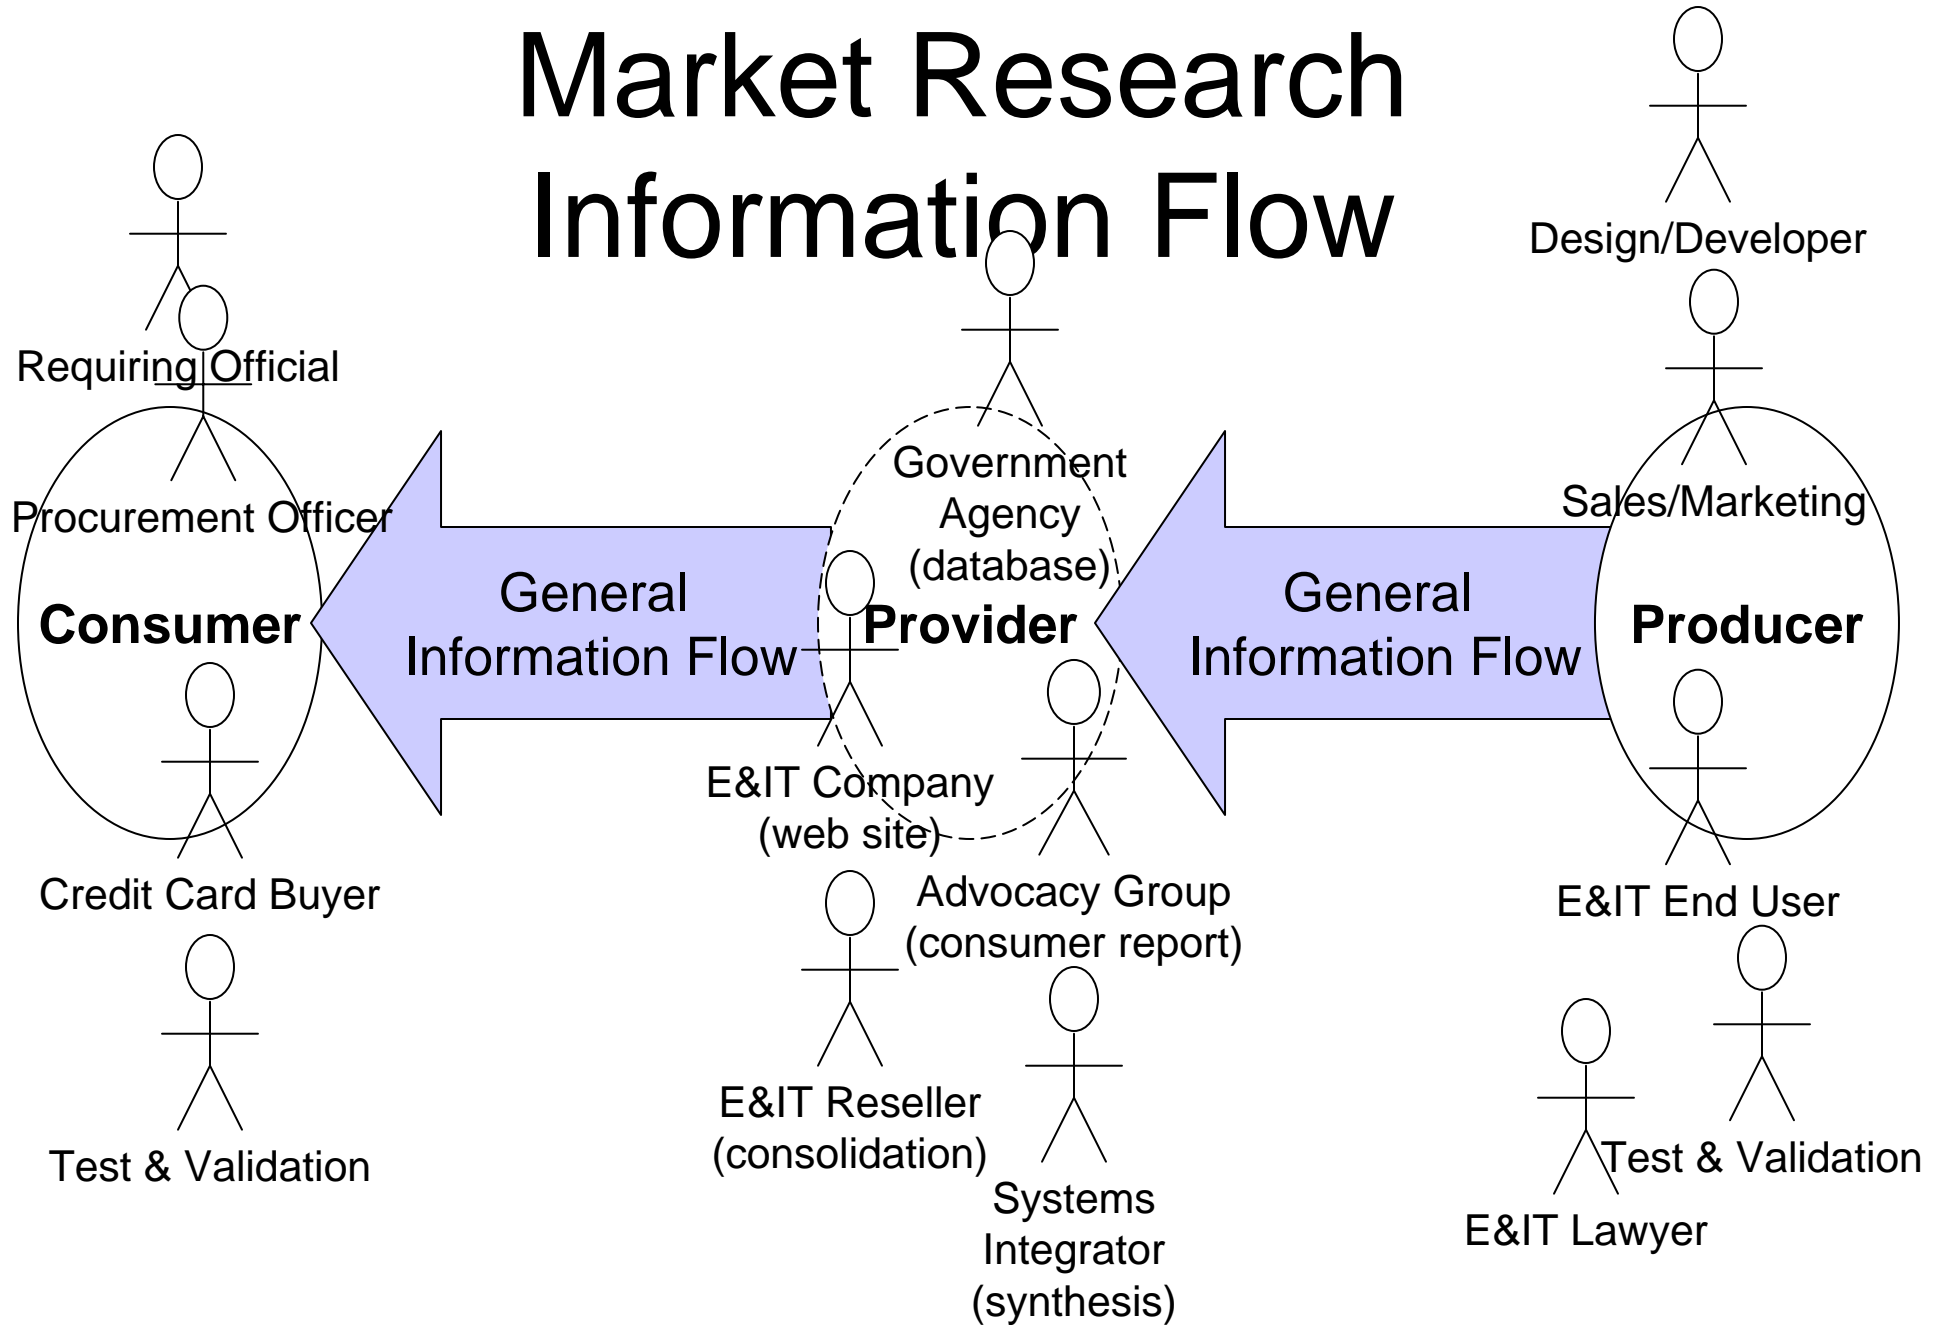 Market Research
Information Flow
Design/Developer
Requiring Official
Government
Agency
(database)
Procurement Officer
Sales/Marketing
General
Information Flow
General
Information Flow
Consumer
Provider
Producer
E&IT Company
(web site)
Credit Card Buyer
Advocacy Group
(consumer report)
E&IT End User
E&IT Reseller
(consolidation)
Test & Validation
Test & Validation
Systems
Integrator
(synthesis)
E&IT Lawyer